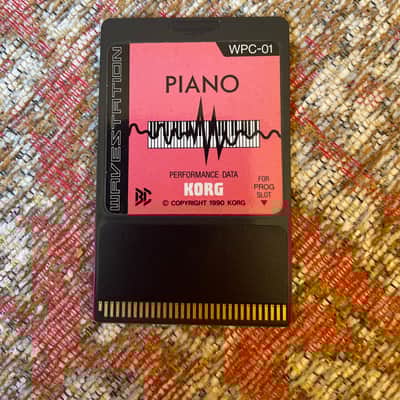 WAVESTATION
WPC-01
PIANO
PERFORMANCE DATA
KORG
© COPYRIGHT 1990 KORG
FOR
PROG
SLOT